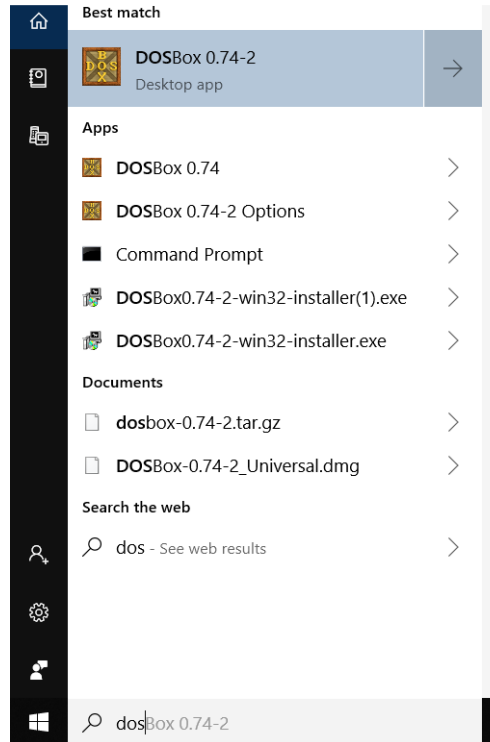 Best match
DOSBox 0.74-2
Desktop app
Apps
DOSBox 0.74
DOSBox 0.74-2 Options
Command Prompt
DOSBox0.74-2-win32-installer(1).exe
DOSBox0.74-2-win32-installer.exe
Documents
dosbox-0.74-2.tar.gz
DOSBox-0.74-2_Universal.dmg
Search the web
dos - See web results
dosBox 0.74-2